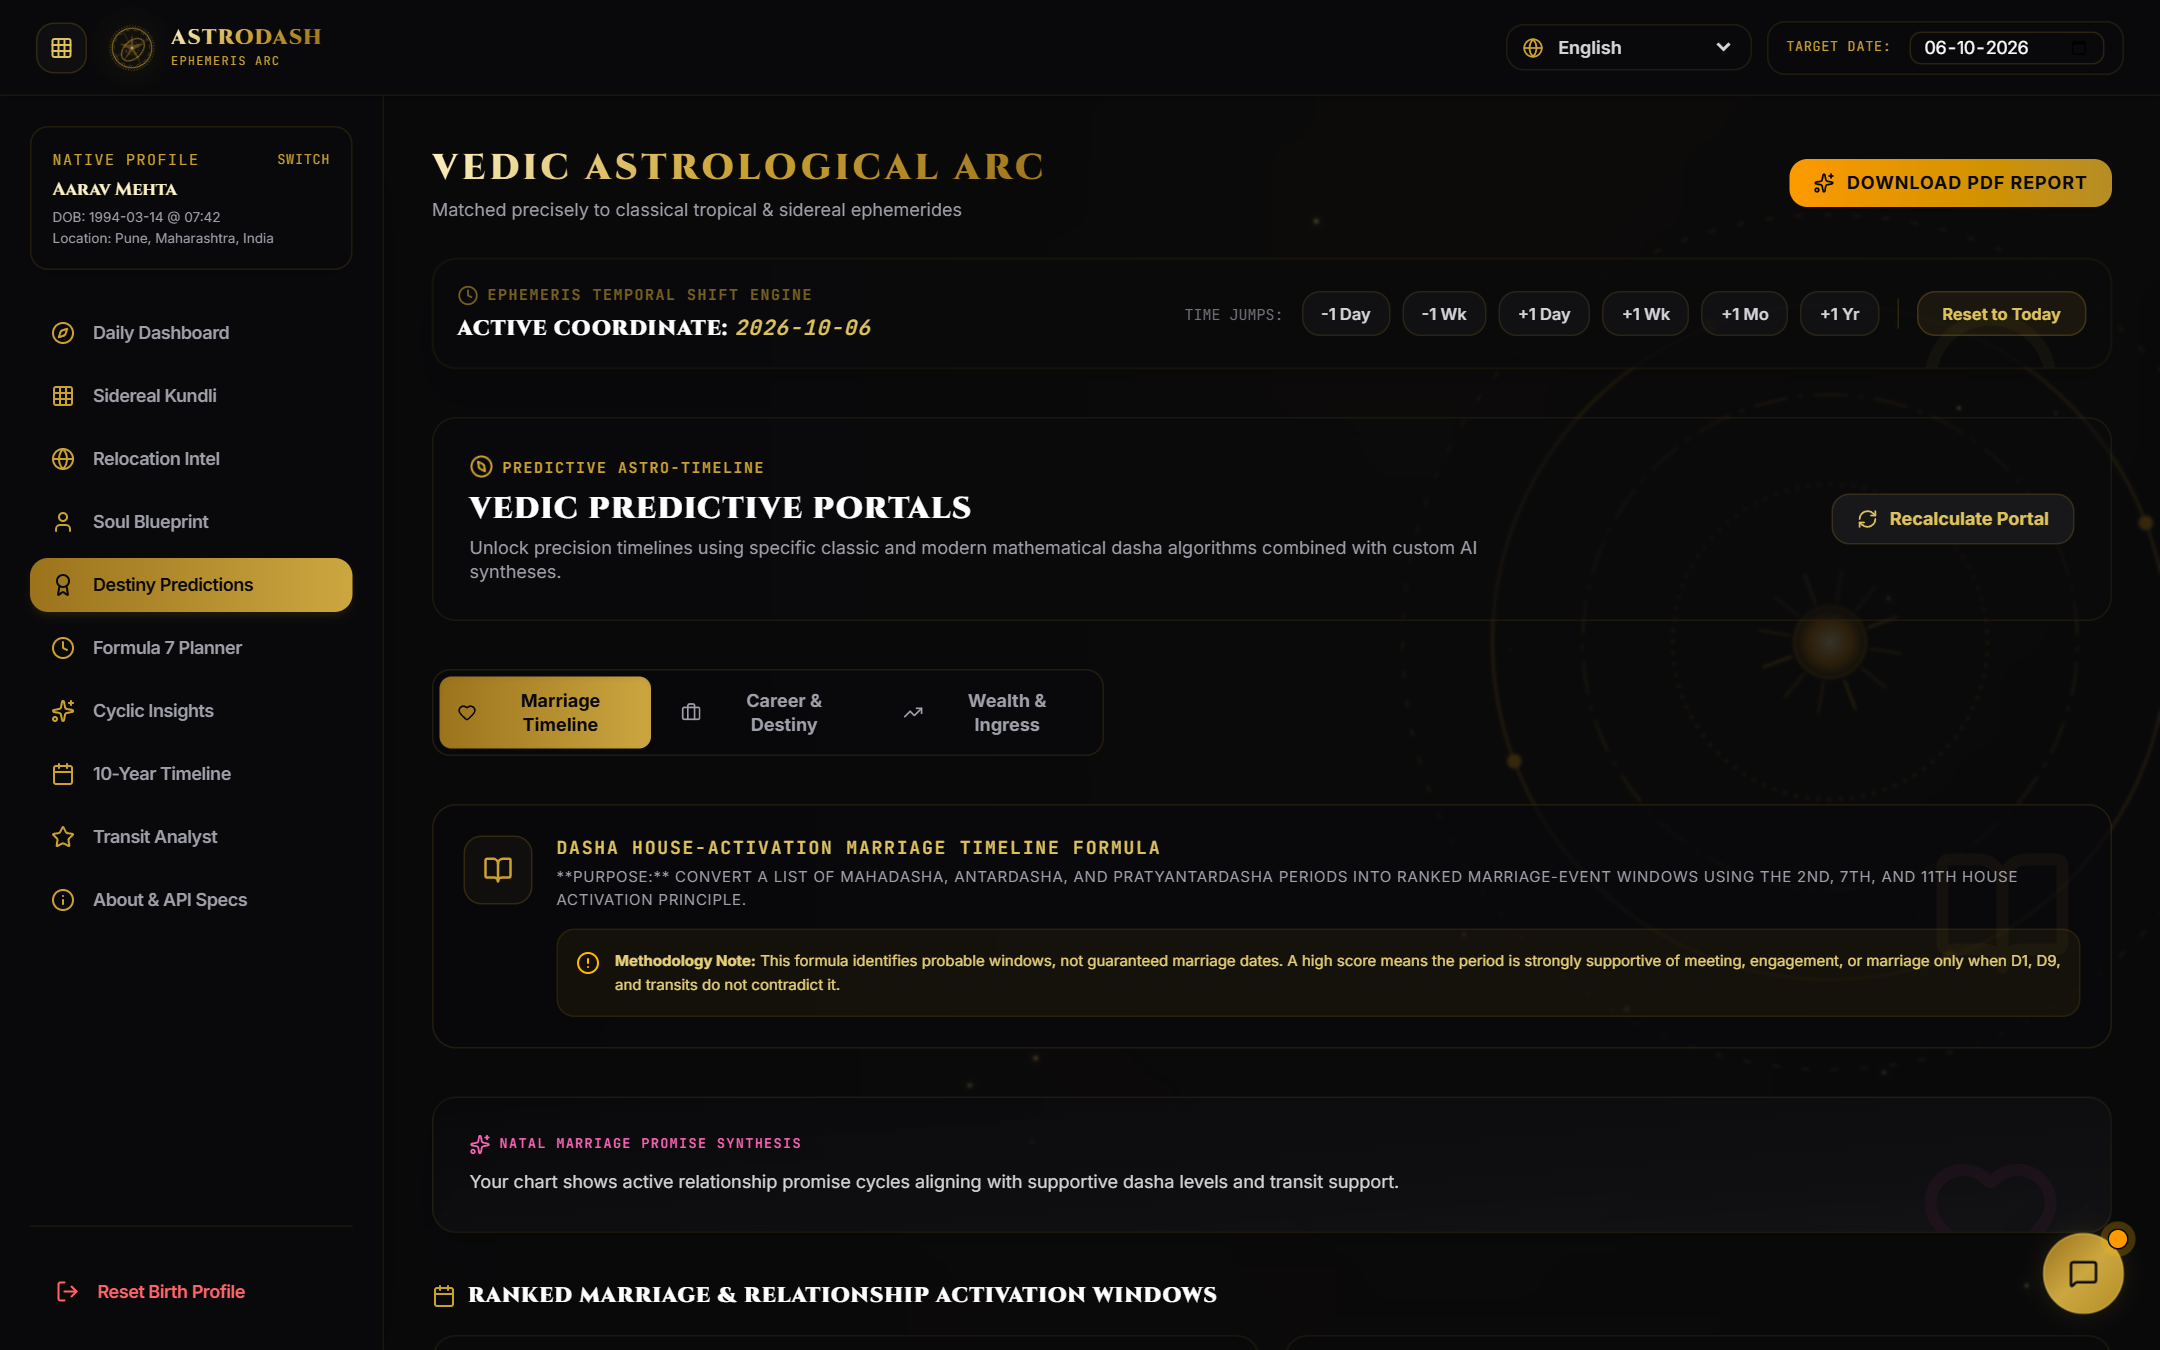 ASTRODASH
EPHEMERIS ARC
English
TARGET DATE:
06-10-2026
NATIVE PROFILE
SWITCH
AARAV MEHTA
DOB: 1994-03-14 @ 07:42
Location: Pune, Maharashtra, India
Daily Dashboard
Sidereal Kundli
Relocation Intel
Soul Blueprint
Destiny Predictions
Formula 7 Planner
Cyclic Insights
10-Year Timeline
Transit Analyst
About & API Specs
Reset Birth Profile
VEDIC ASTROLOGICAL ARC
Matched precisely to classical tropical & sidereal ephemerides
DOWNLOAD PDF REPORT
EPHEMERIS TEMPORAL SHIFT ENGINE
ACTIVE COORDINATE: 2026-10-06
TIME JUMPS:
-1 Day
-1 Wk
+1 Day
+1 Wk
+1 Mo
+1 Yr
Reset to Today
PREDICTIVE ASTRO-TIMELINE
VEDIC PREDICTIVE PORTALS
Unlock precision timelines using specific classic and modern mathematical dasha algorithms combined with custom AI
syntheses.
Recalculate Portal
Marriage
Timeline
Career &
Destiny
Wealth &
Ingress
DASHA HOUSE-ACTIVATION MARRIAGE TIMELINE FORMULA
**PURPOSE:** CONVERT A LIST OF MAHADASHA, ANTARDASHA, AND PRATYANTARDASHA PERIODS INTO RANKED MARRIAGE-EVENT WINDOWS USING THE 2ND, 7TH, AND 11TH HOUSE
ACTIVATION PRINCIPLE.
Methodology Note: This formula identifies probable windows, not guaranteed marriage dates. A high score means the period is strongly supportive of meeting, engagement, or marriage only when D1, D9,
and transits do not contradict it.
NATAL MARRIAGE PROMISE SYNTHESIS
Your chart shows active relationship promise cycles aligning with supportive dasha levels and transit support.
RANKED MARRIAGE & RELATIONSHIP ACTIVATION WINDOWS